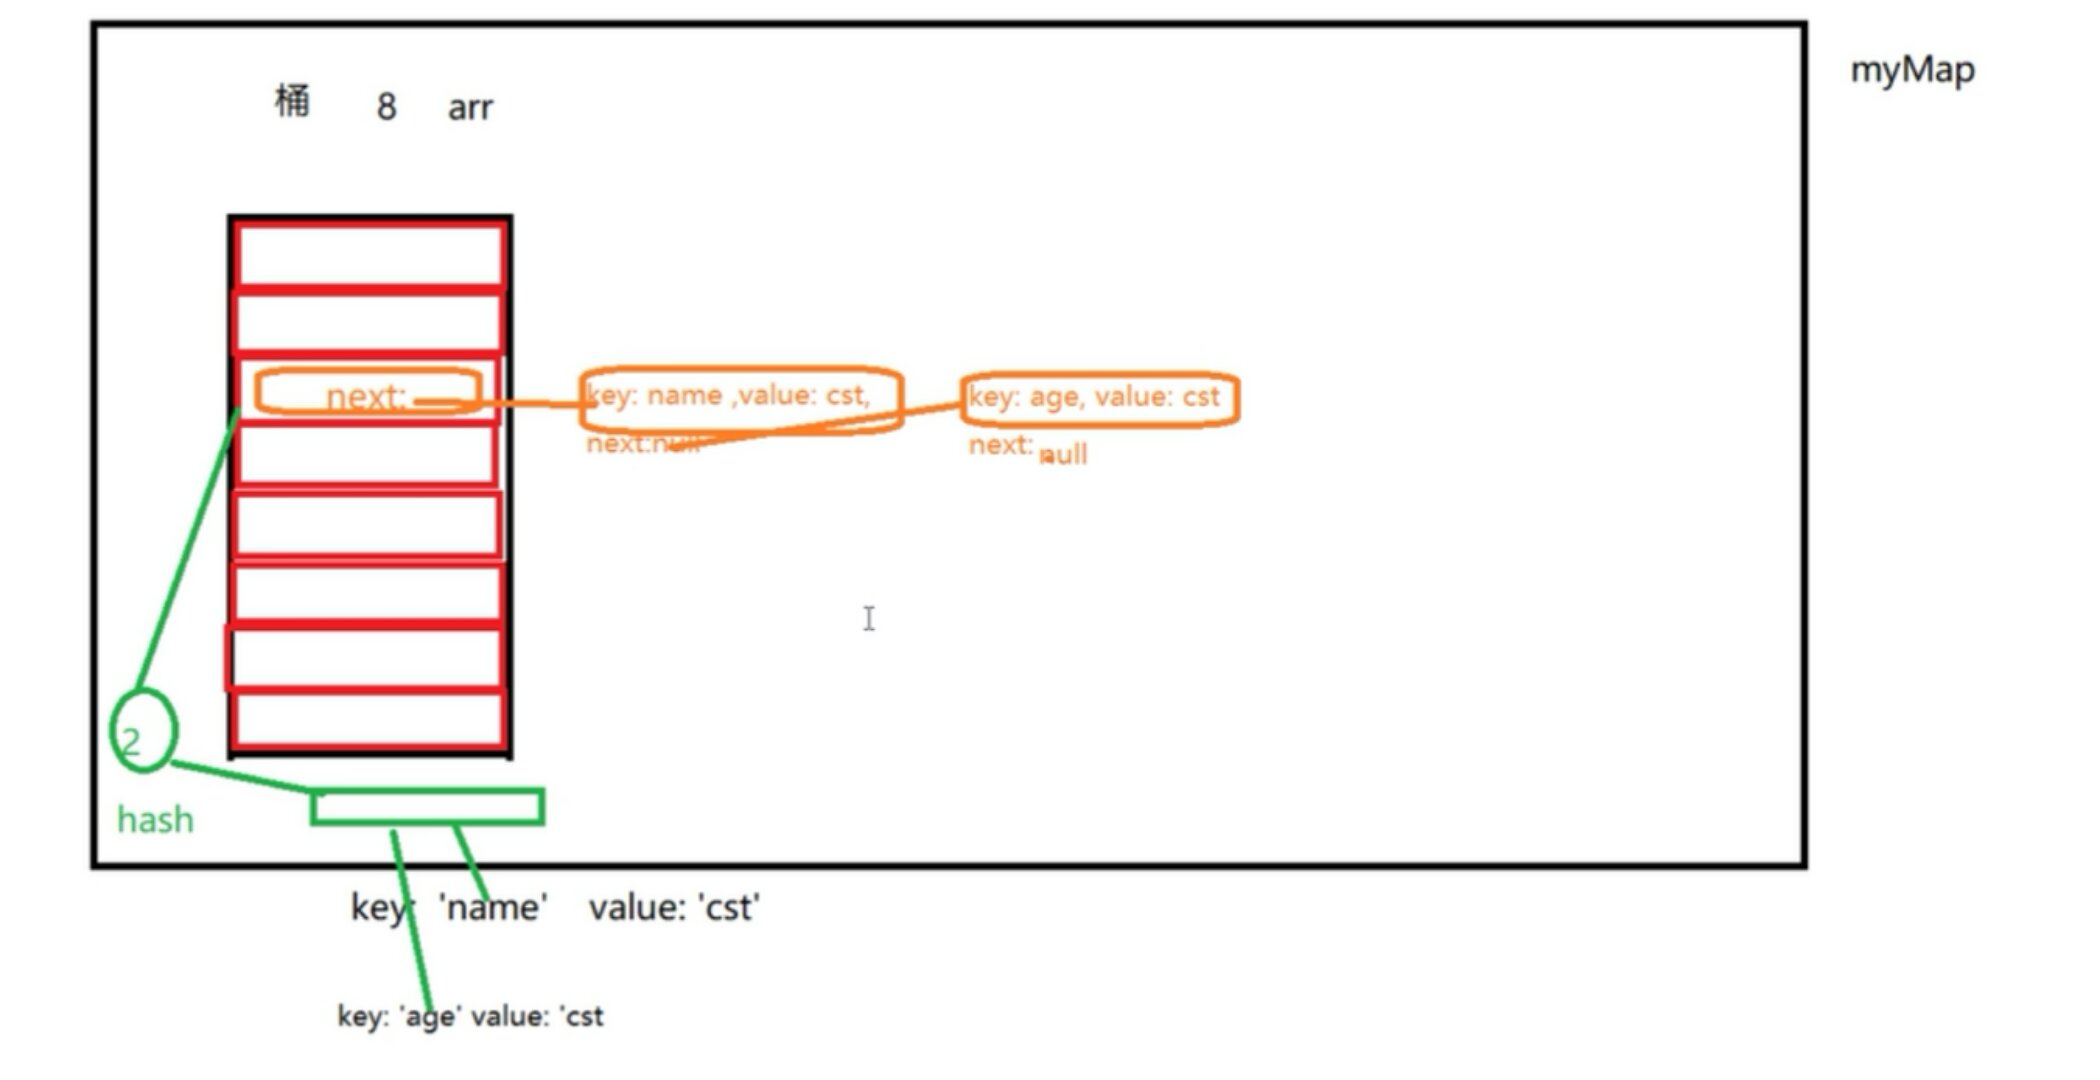 myMap
桶 8 arr
next:
key: name ,value: cst,
next:null
key: age, value: cst
next: null
2
hash
key: 'name' value: 'cst'
key: 'age' value: 'cst